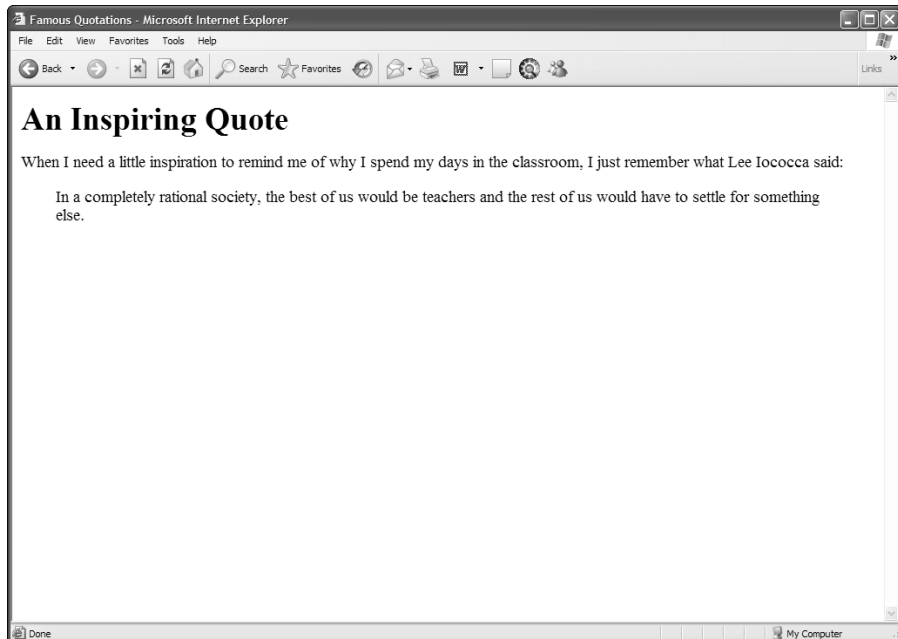 Famous Quotations - Microsoft Internet Explorer
File Edit View Favorites Tools Help
Back Search Favorites W Links »
An Inspiring Quote
When I need a little inspiration to remind me of why I spend my days in the classroom, I just remember what Lee Iococca said:
In a completely rational society, the best of us would be teachers and the rest of us would have to settle for something
else.
Done My Computer